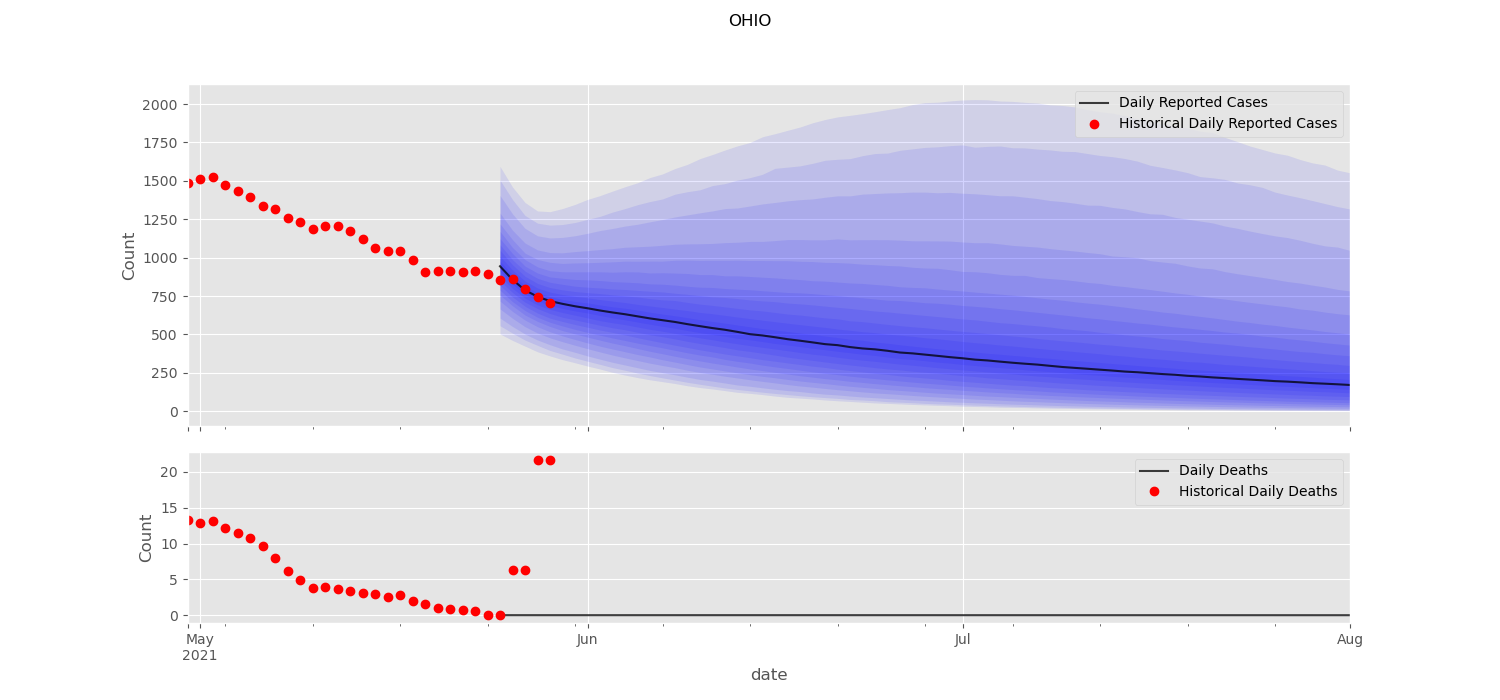 OHIO
2000
1750
1500
1250
1000
750
500
250
0
Count
Daily Reported Cases
Historical Daily Reported Cases
20
15
10
5
0
Count
Daily Deaths
Historical Daily Deaths
May
2021
Jun
Jul
Aug
date